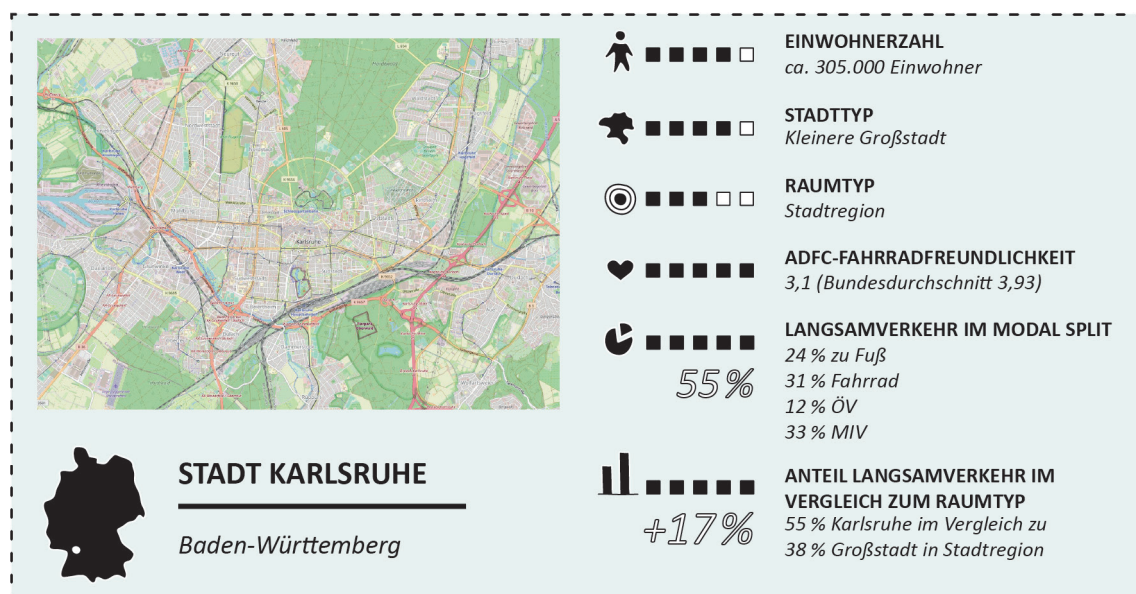 EINWOHNERZAHL
ca. 305.000 Einwohner
STADTTYP
Kleinere Großstadt
RAUMTYP
Stadtregion
ADFC-FAHRRADFREUNDLICHKEIT
3,1 (Bundesdurchschnitt 3,93)
LANGSAMVERKEHR IM MODAL SPLIT
55 %
24 % zu Fuß
31 % Fahrrad
12 % ÖV
33 % MIV
ANTEIL LANGSAMVERKEHR IM
VERGLEICH ZUM RAUMTYP
+17 %
55 % Karlsruhe im Vergleich zu
38 % Großstadt in Stadtregion
Karlsruhe
STADT KARLSRUHE
Baden-Württemberg